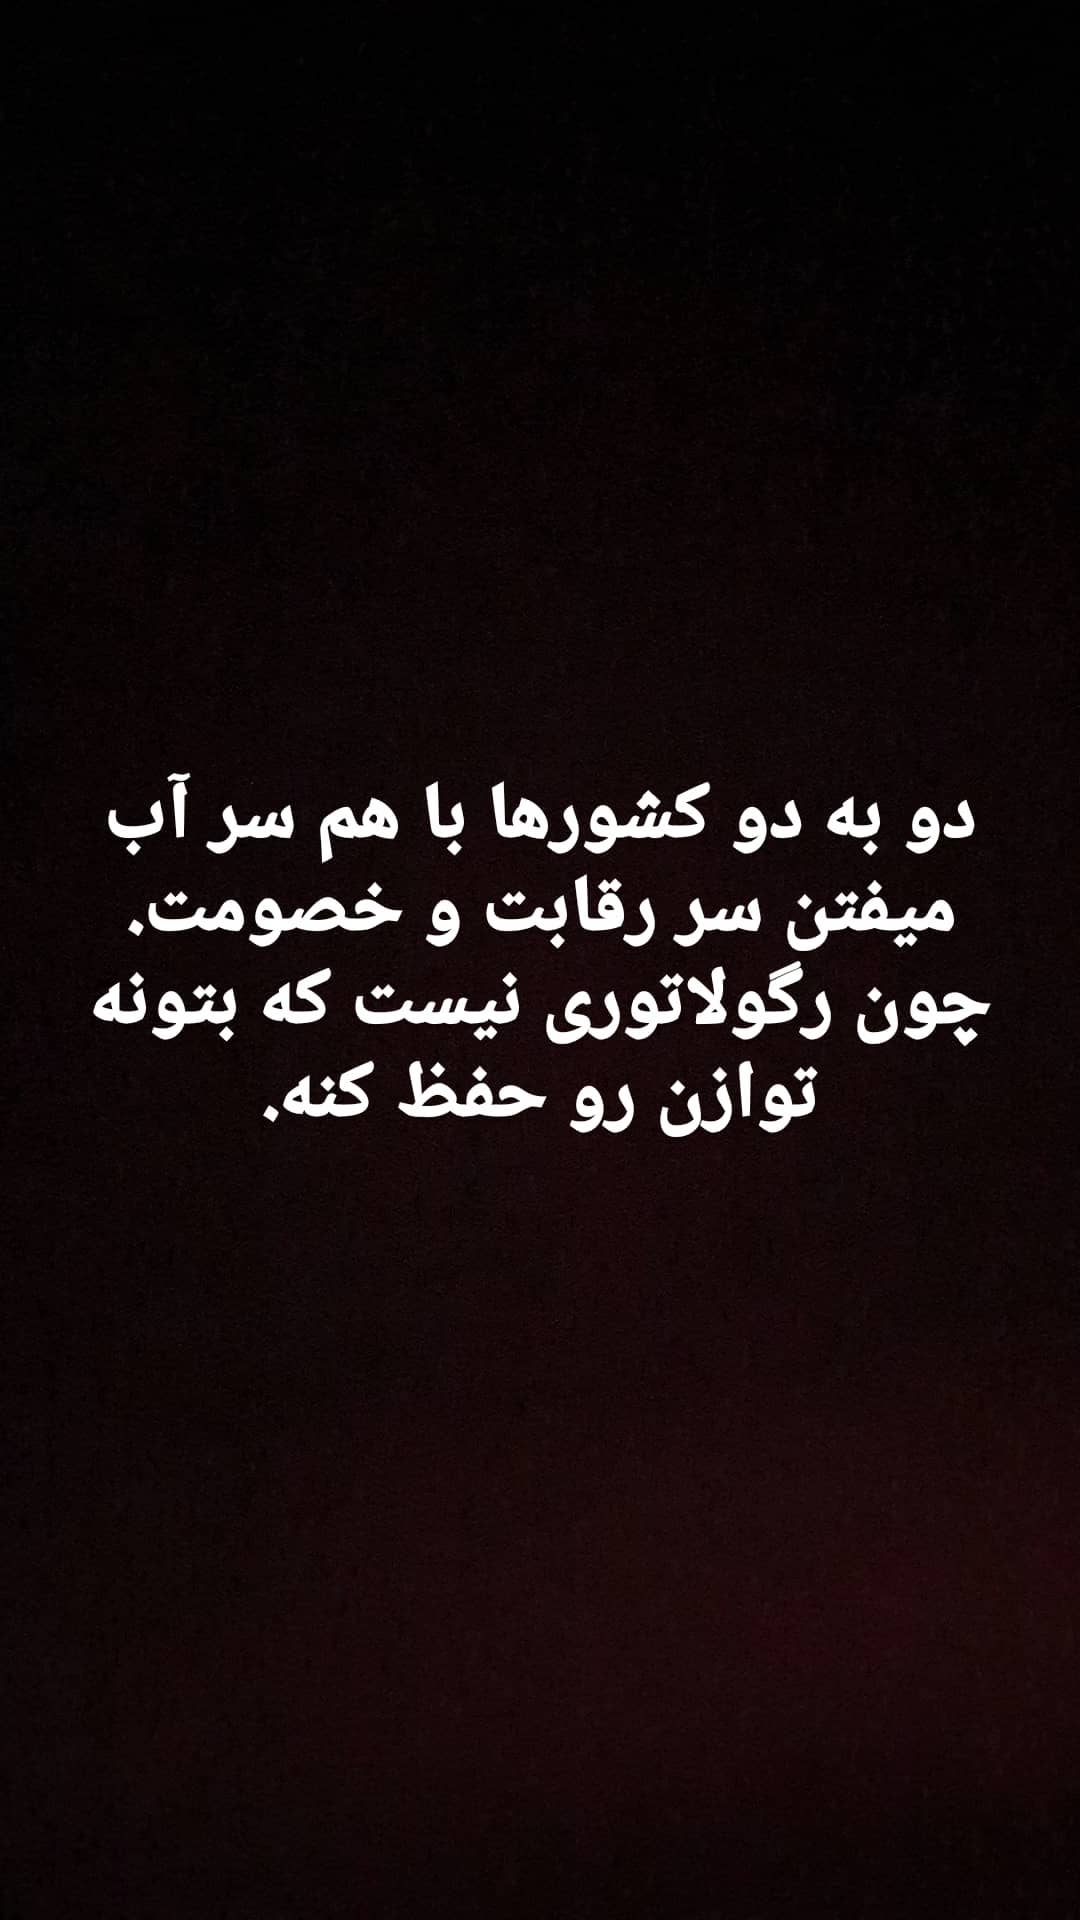 دو به دو کشورها با هم سر آب
میفتن سر رقابت و خصومت.
چون رگولاتوری نیست که بتونه
توازن رو حفظ کنه.